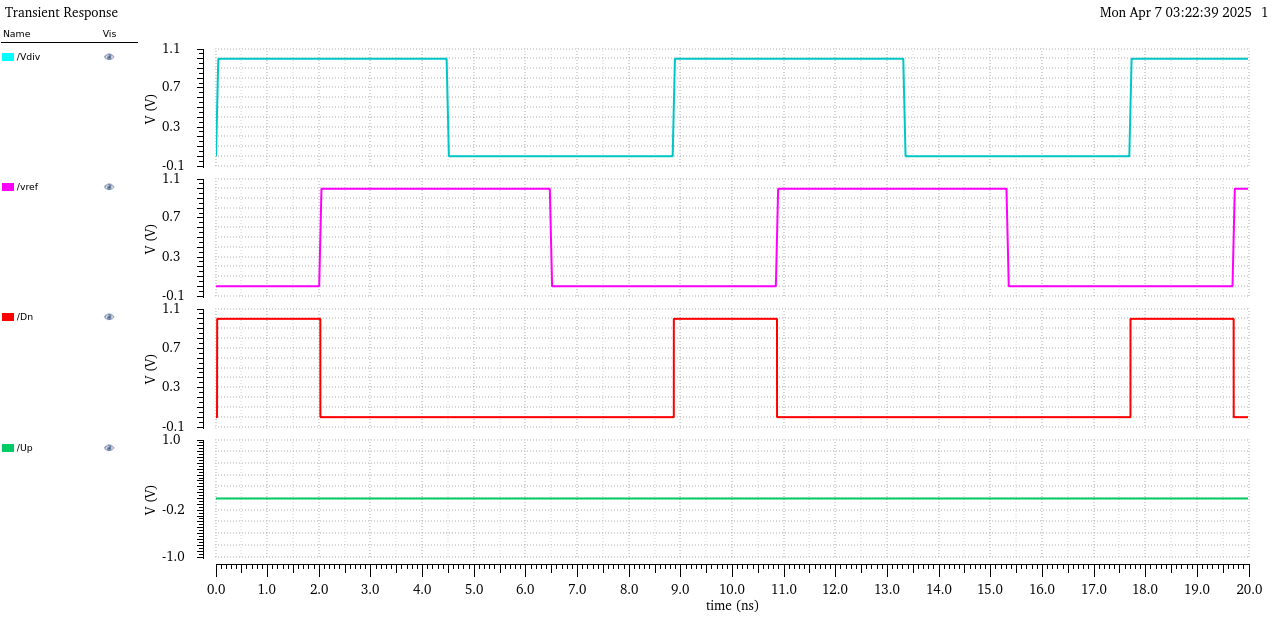 Transient Response
Mon Apr 7 03:22:39 2025 1
Name Vis
/Vdiv
1.1
0.7
0.3
-0.1
V (V)
/vref
1.1
0.7
0.3
-0.1
V (V)
/Dn
1.1
0.7
0.3
-0.1
V (V)
/Up
1.0
-0.2
-1.0
V (V)
0.0 1.0 2.0 3.0 4.0 5.0 6.0 7.0 8.0 9.0 10.0 11.0 12.0 13.0 14.0 15.0 16.0 17.0 18.0 19.0 20.0
time (ns)